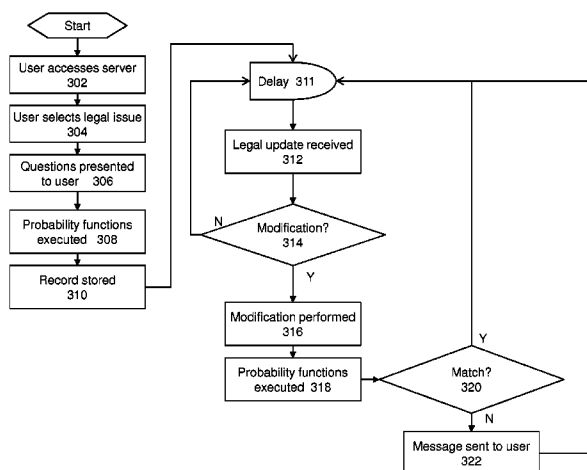 Start
User accesses server
302
User selects legal issue
304
Questions presented
to user 306
Probability functions
executed 308
Record stored
310
Delay 311
Legal update received
312
Modification?
314
N
Y
Modification performed
316
Probability functions
executed 318
Match?
320
Y
N
Message sent to user
322